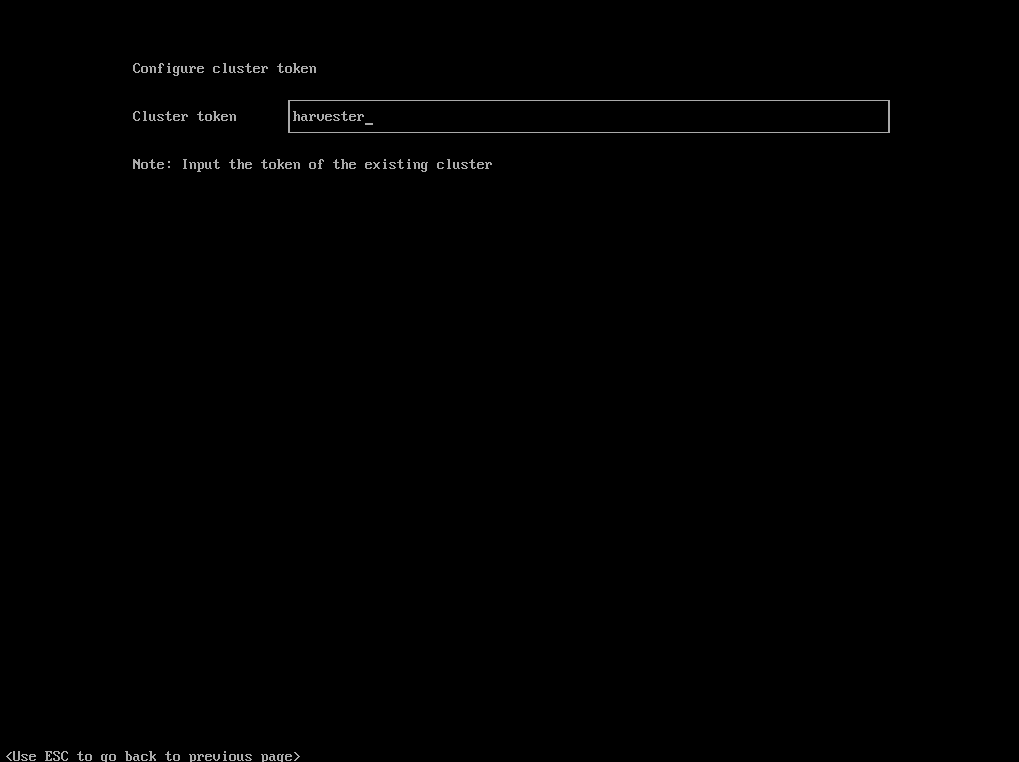 Configure cluster token
Cluster token harvester_
Note: Input the token of the existing cluster
<Use ESC to go back to previous page>